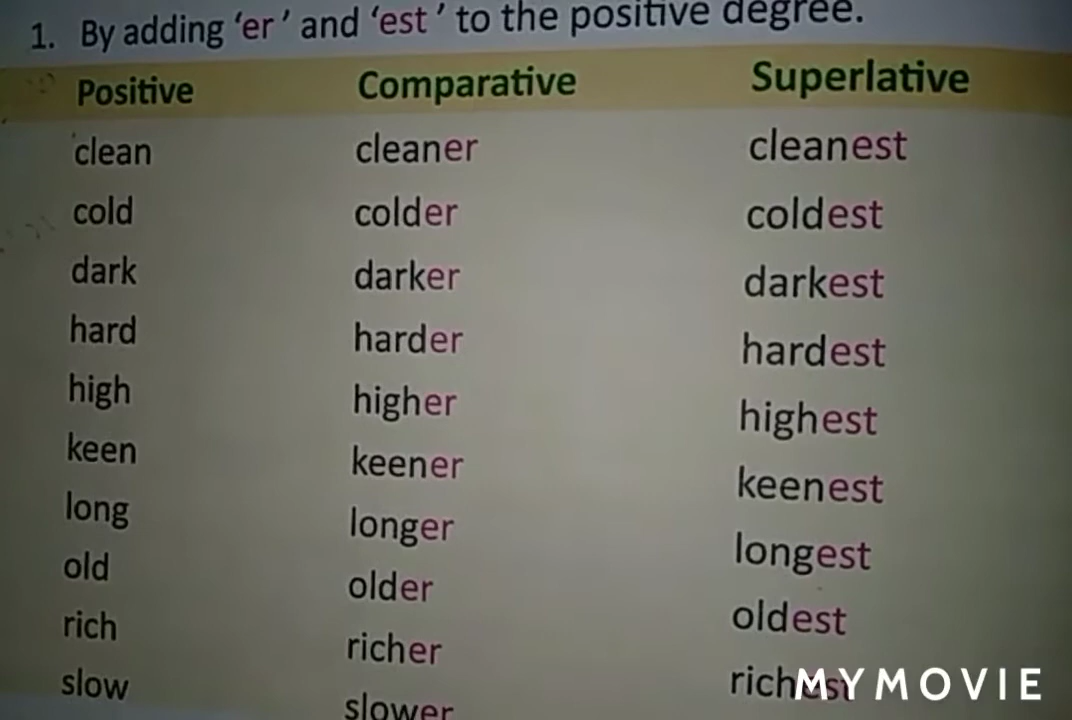 1. By adding ‘er’ and ‘est’ to the positive degree.
Positive Comparative Superlative
clean cleaner cleanest
cold colder coldest
dark darker darkest
hard harder hardest
high higher highest
keen keener keenest
long longer longest
old older oldest
rich richer richest
slow slower
MYMOVIE